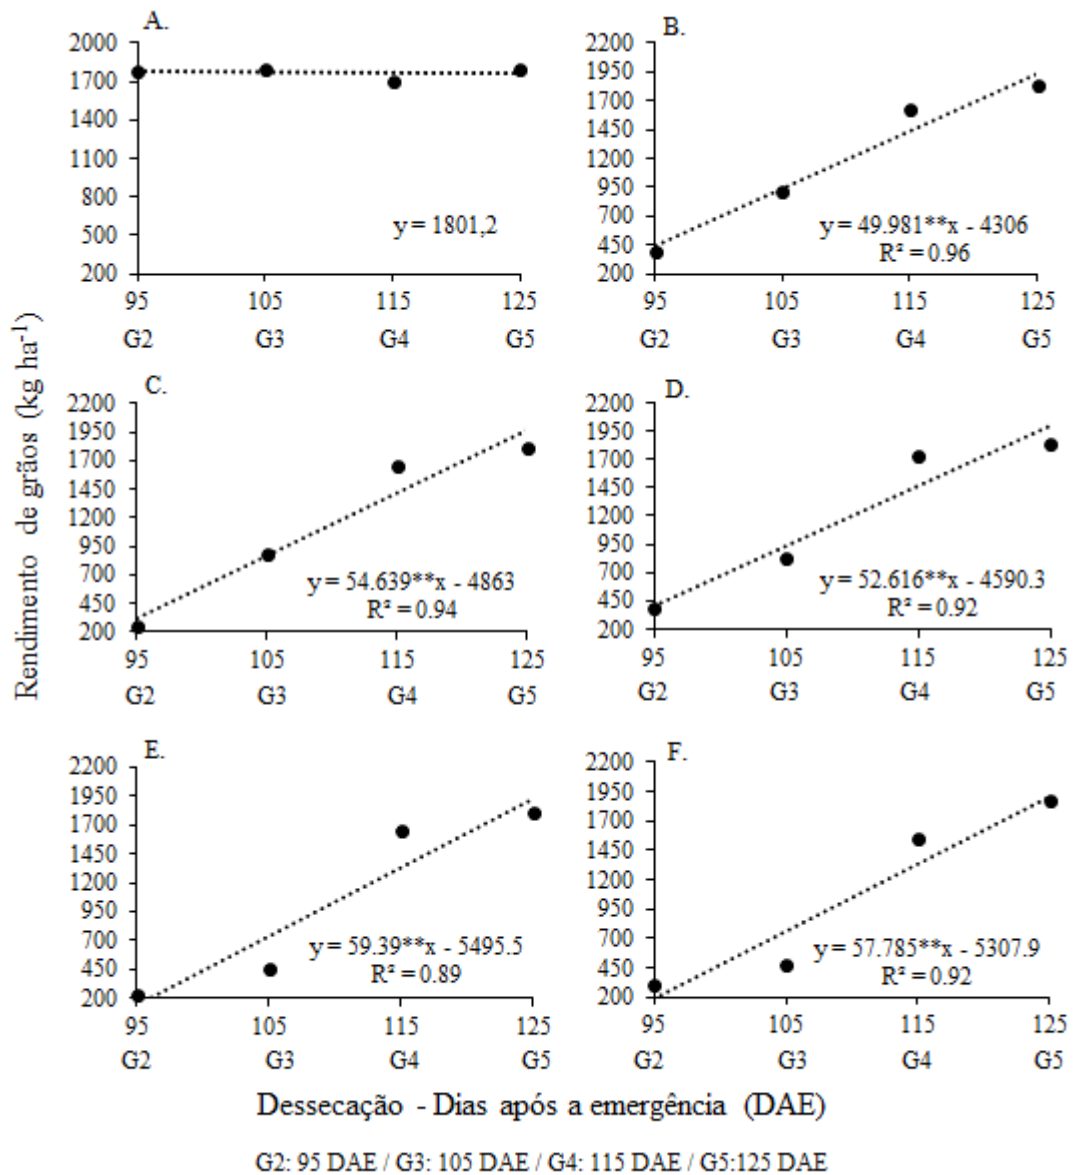 A.
2000
1700
1400
1100
800
500
200
y = 1801,2
95 105 115 125
G2 G3 G4 G5
B.
2200
1950
1700
1450
1200
950
700
450
200
y = 49.981**x - 4306
R² = 0.96
95 105 115 125
G2 G3 G4 G5
Rendimento de grãos (kg ha⁻¹)
C.
2200
1950
1700
1450
1200
950
700
450
200
y = 54.639**x - 4863
R² = 0.94
95 105 115 125
G2 G3 G4 G5
D.
2200
1950
1700
1450
1200
950
700
450
200
y = 52.616**x - 4590.3
R² = 0.92
95 105 115 125
G2 G3 G4 G5
E.
2200
1950
1700
1450
1200
950
700
450
200
y = 59.39**x - 5495.5
R² = 0.89
95 105 115 125
G2 G3 G4 G5
F.
2200
1950
1700
1450
1200
950
700
450
200
y = 57.785**x - 5307.9
R² = 0.92
95 105 115 125
G2 G3 G4 G5
Dessecação - Dias após a emergência (DAE)
G2: 95 DAE / G3: 105 DAE / G4: 115 DAE / G5:125 DAE